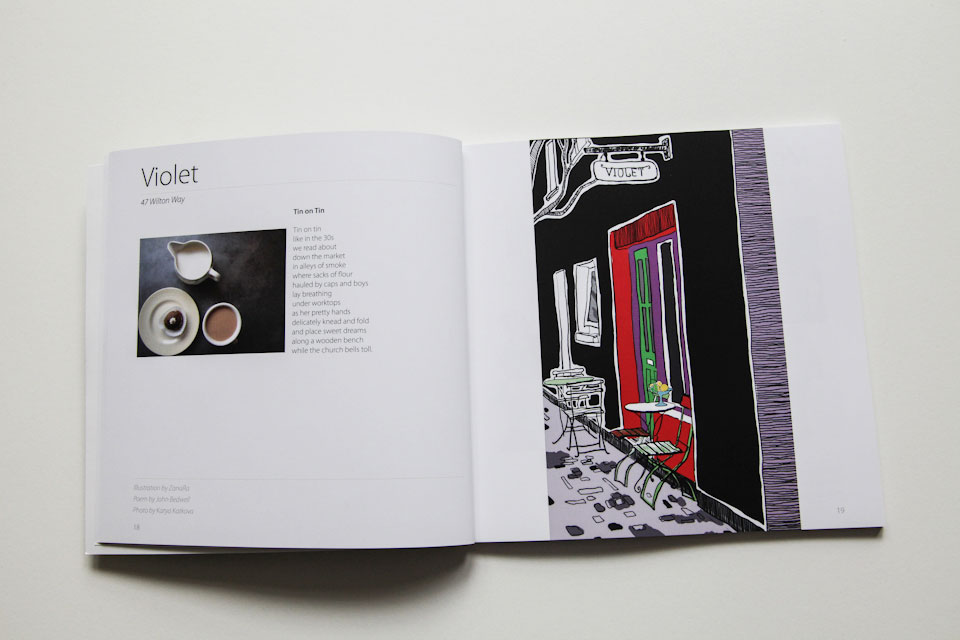 Violet
47 Wilton Way
Tin on Tin
Tin on tin
like in the 30s
we read about
down the market
in alleys of smoke
where sacks of flour
hauled by caps and boys
lay breathing
under worktops
as her pretty hands
delicately knead and fold
and place sweet dreams
along a wooden bench
while the church bells toll.
Illustration by Zanafia
Poem by John Bedwell
Photo by Katya Katkova
18
VIOLET
19